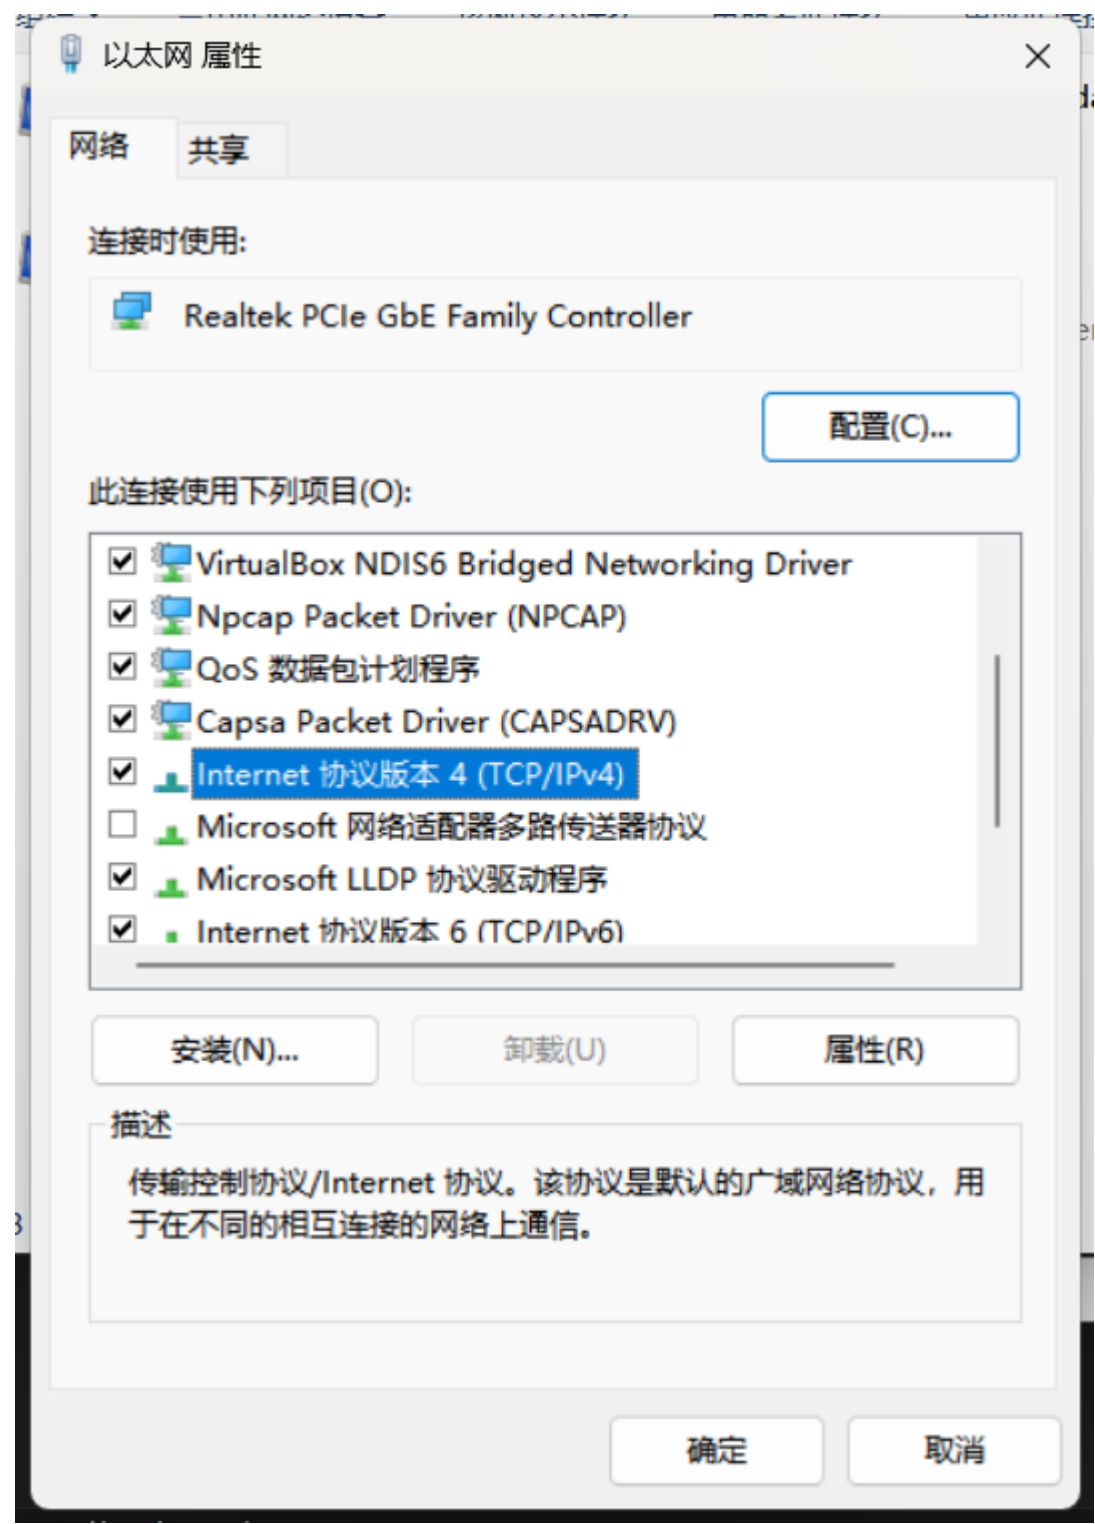 以太网 属性
网络
共享
连接时使用:
Realtek PCIe GbE Family Controller
配置(C)...
此连接使用下列项目(O):
VirtualBox NDIS6 Bridged Networking Driver
Npcap Packet Driver (NPCAP)
QoS 数据包计划程序
Capsa Packet Driver (CAPSADRV)
Internet 协议版本 4 (TCP/IPv4)
Microsoft 网络适配器多路传送器协议
Microsoft LLDP 协议驱动程序
Internet 协议版本 6 (TCP/IPv6)
安装(N)...
卸载(U)
属性(R)
描述
传输控制协议/Internet 协议。该协议是默认的广域网络协议，用
于在不同的相互连接的网络上通信。
确定
取消